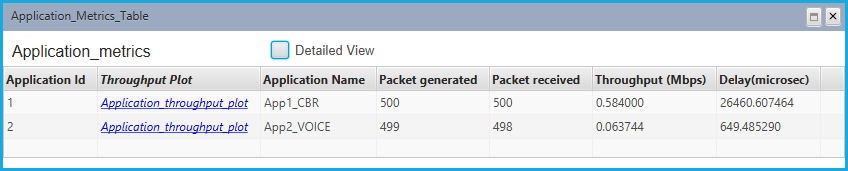 Application_Metrics_Table
Application_metrics Detailed View
Application Id Throughput Plot Application Name Packet generated Packet received Throughput (Mbps) Delay(microsec)
1 Application_throughput_plot App1_CBR 500 500 0.584000 26460.607464
2 Application_throughput_plot App2_VOICE 499 498 0.063744 649.485290